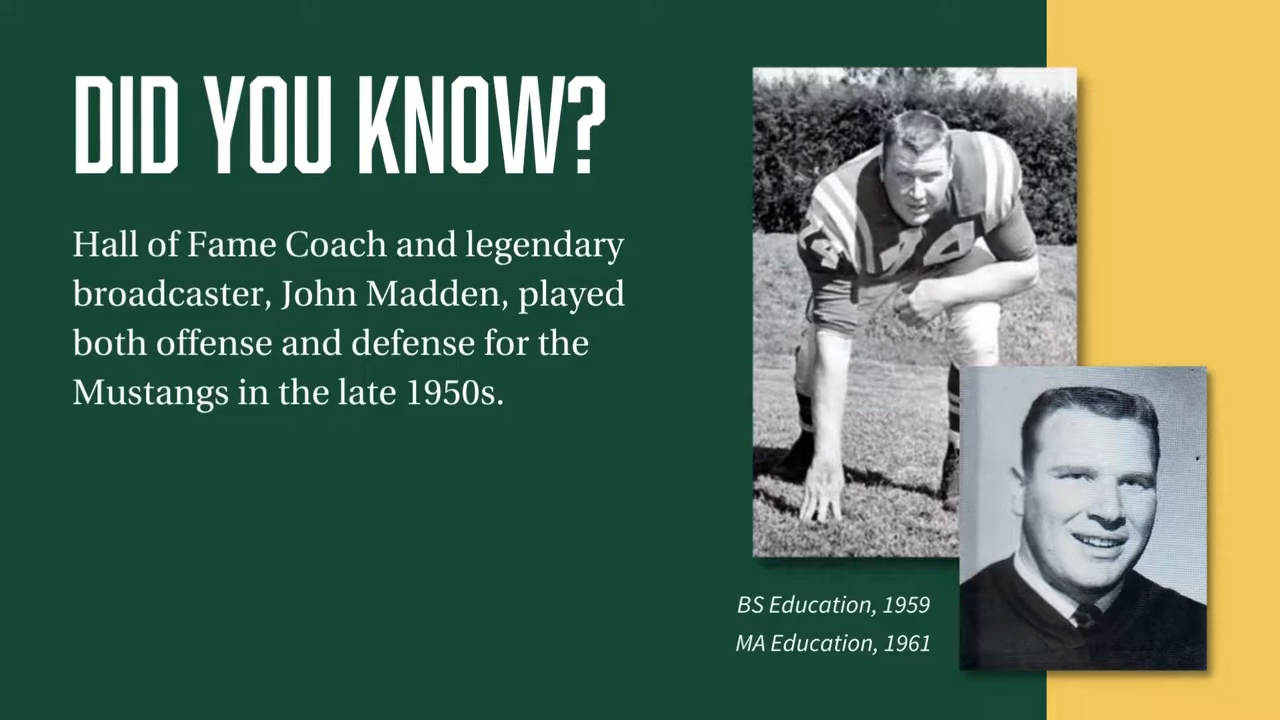 DID YOU KNOW?
Hall of Fame Coach and legendary
broadcaster, John Madden, played
both offense and defense for the
Mustangs in the late 1950s.
74
BS Education, 1959
MA Education, 1961